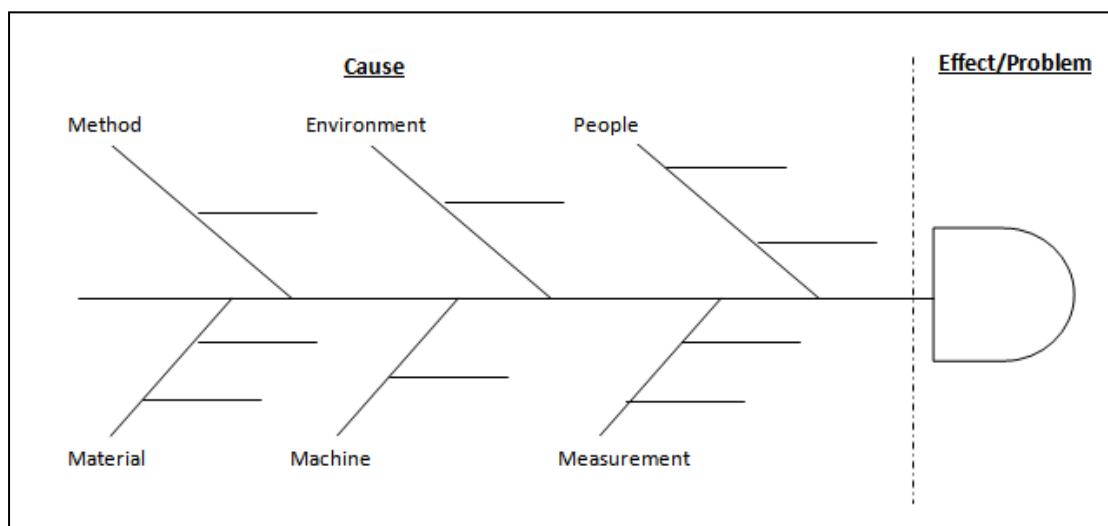 Cause
Effect/Problem
Method
Environment
People
Material
Machine
Measurement